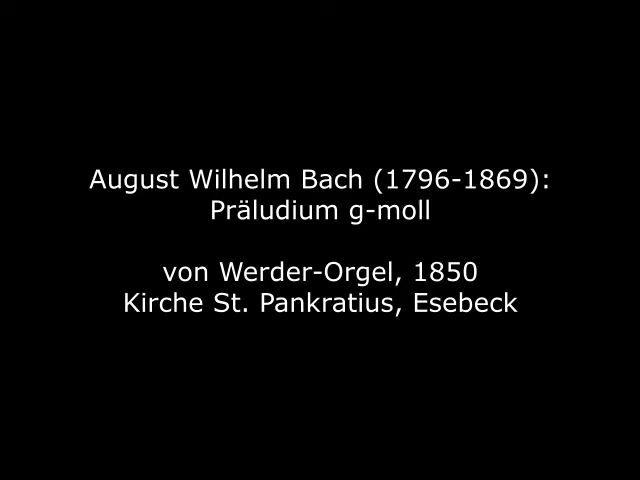 August Wilhelm Bach (1796-1869):
Präludium g-moll
von Werder-Orgel, 1850
Kirche St. Pankratius, Esebeck